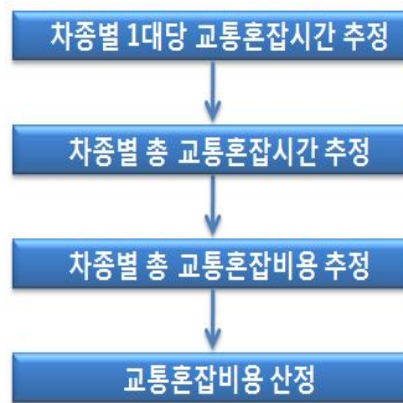 차종별 1대당 교통혼잡시간 추정
차종별 총 교통혼잡시간 추정
차종별 총 교통혼잡비용 추정
교통혼잡비용 산정